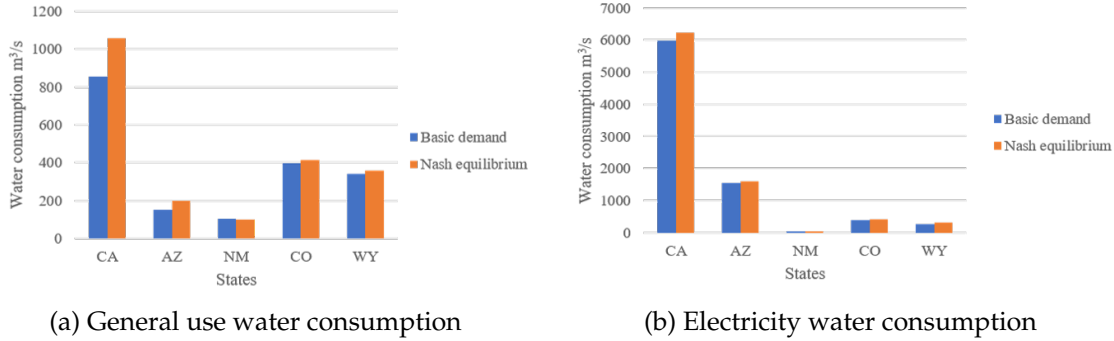 1200
1000
800
600
400
200
0
Water consumption m³/s
CA AZ NM CO WY
States
Basic demand
Nash equilibrium
(a) General use water consumption
7000
6000
5000
4000
3000
2000
1000
0
Water consumption m³/s
CA AZ NM CO WY
States
Basic demand
Nash equilibrium
(b) Electricity water consumption